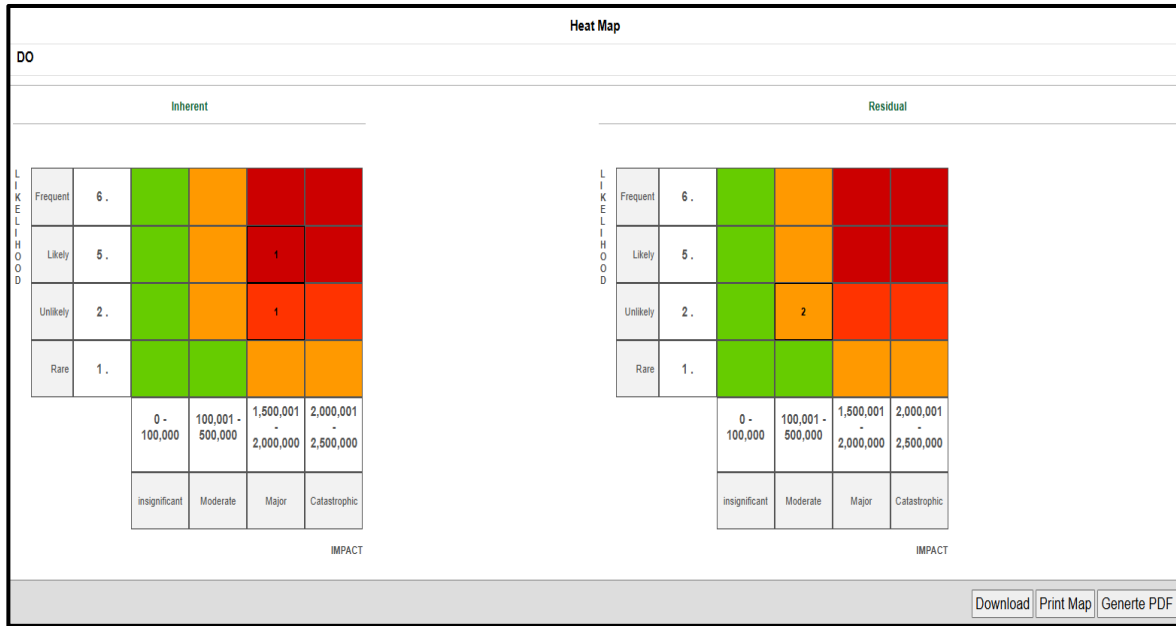 Heat Map
DO
Inherent
LIKELIHOOD
Frequent 6 .
Likely 5 . 1
Unlikely 2 . 1
Rare 1 .
0 - 100,000 100,001 - 500,000 1,500,001 - 2,000,000 2,000,001 - 2,500,000
insignificant Moderate Major Catastrophic
IMPACT
Residual
LIKELIHOOD
Frequent 6 .
Likely 5 .
Unlikely 2 . 2
Rare 1 .
0 - 100,000 100,001 - 500,000 1,500,001 - 2,000,000 2,000,001 - 2,500,000
insignificant Moderate Major Catastrophic
IMPACT
Download Print Map Generte PDF